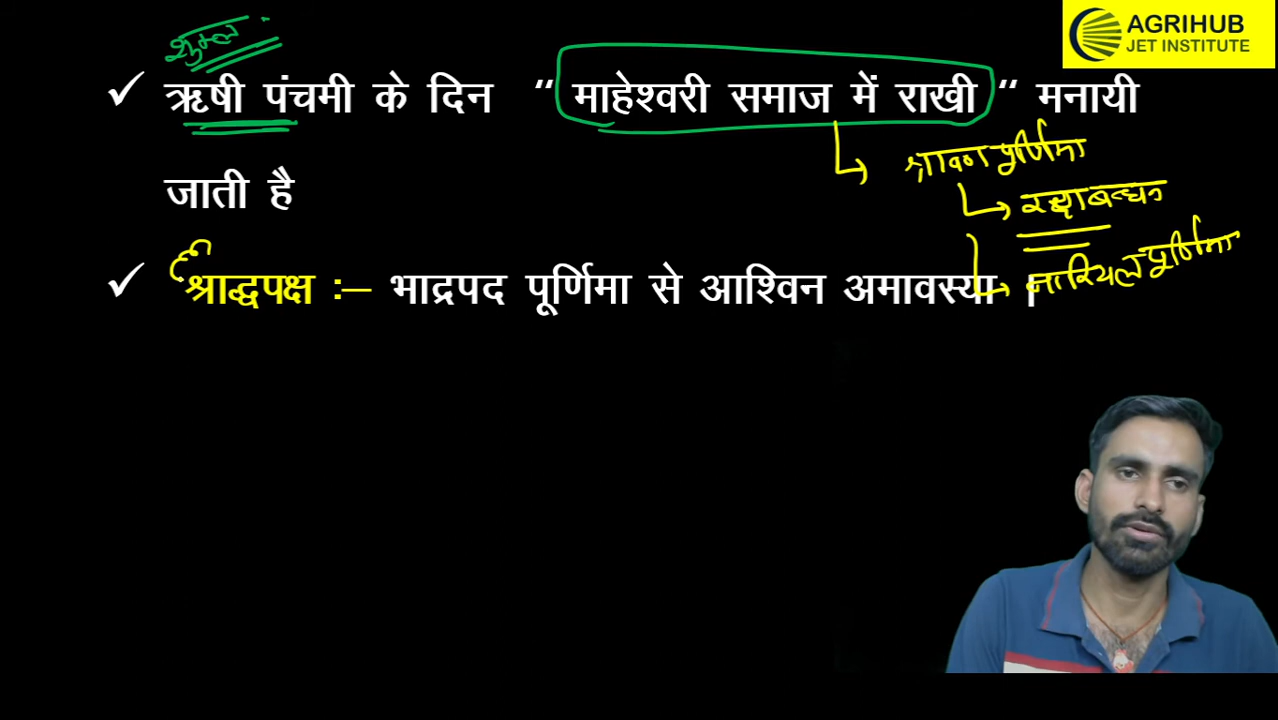 AGRIHUB
JET INSTITUTE
शुक्ल
✓ ऋषी पंचमी के दिन “ माहेश्वरी समाज में राखी “ मनायी
जाती है
श्रावण पूर्णिमा
रक्षाबन्धन
नारियल पूर्णिमा
✓ श्राद्धपक्ष :– भाद्रपद पूर्णिमा से आश्विन अमावस्या ।